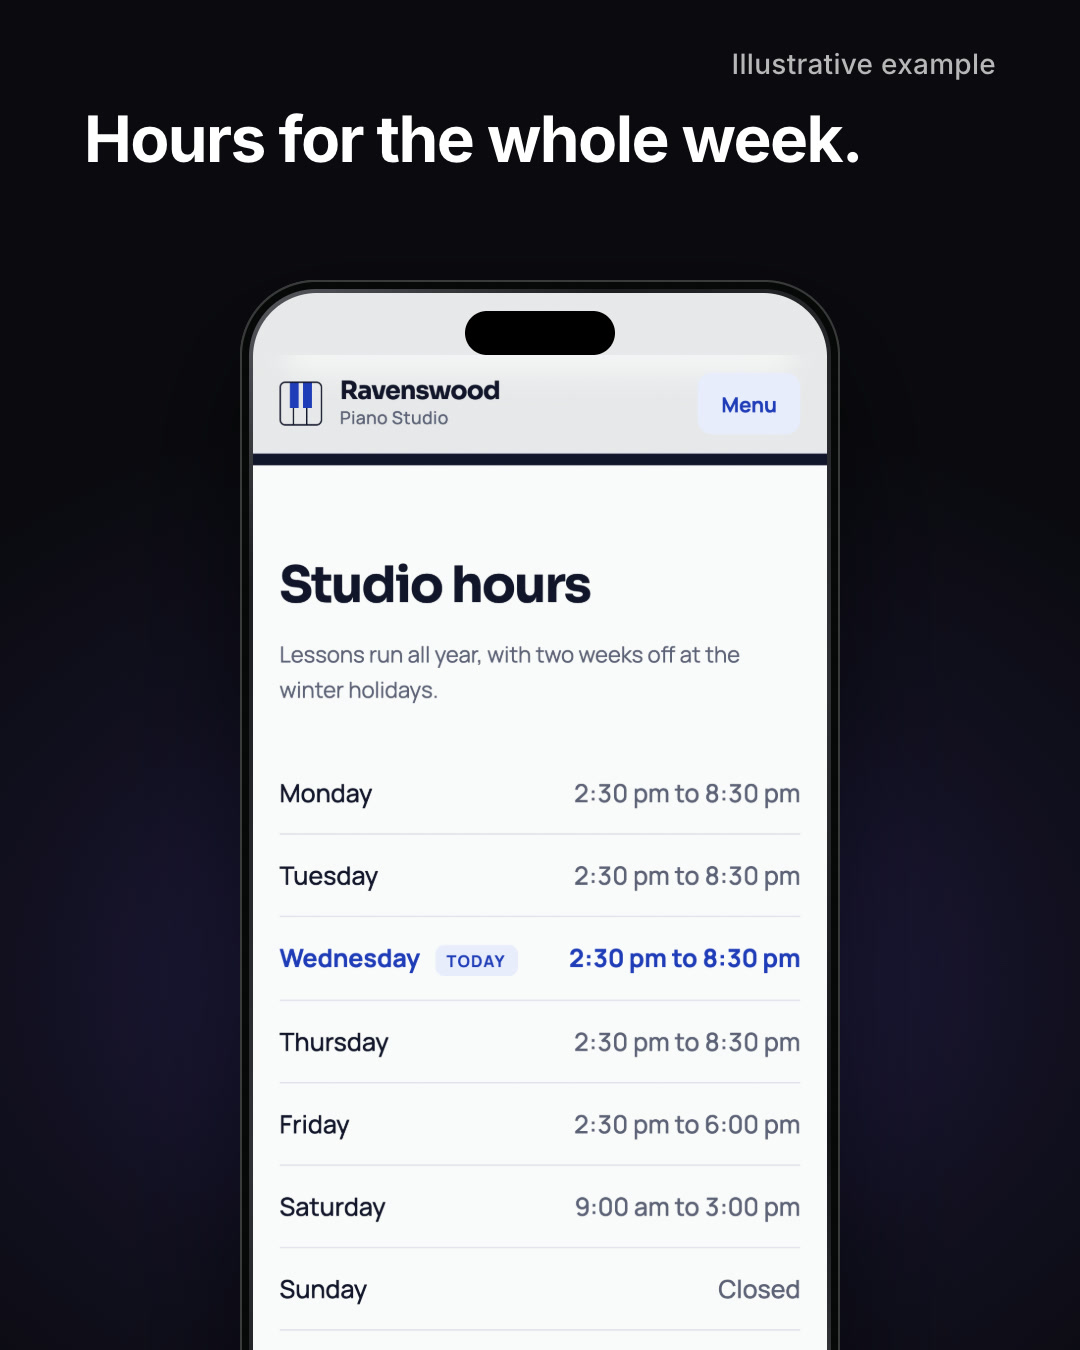 Illustrative example
Hours for the whole week.
Ravenswood
Piano Studio
Menu
Studio hours
Lessons run all year, with two weeks off at the
winter holidays.
Monday 2:30 pm to 8:30 pm
Tuesday 2:30 pm to 8:30 pm
Wednesday TODAY 2:30 pm to 8:30 pm
Thursday 2:30 pm to 8:30 pm
Friday 2:30 pm to 6:00 pm
Saturday 9:00 am to 3:00 pm
Sunday Closed